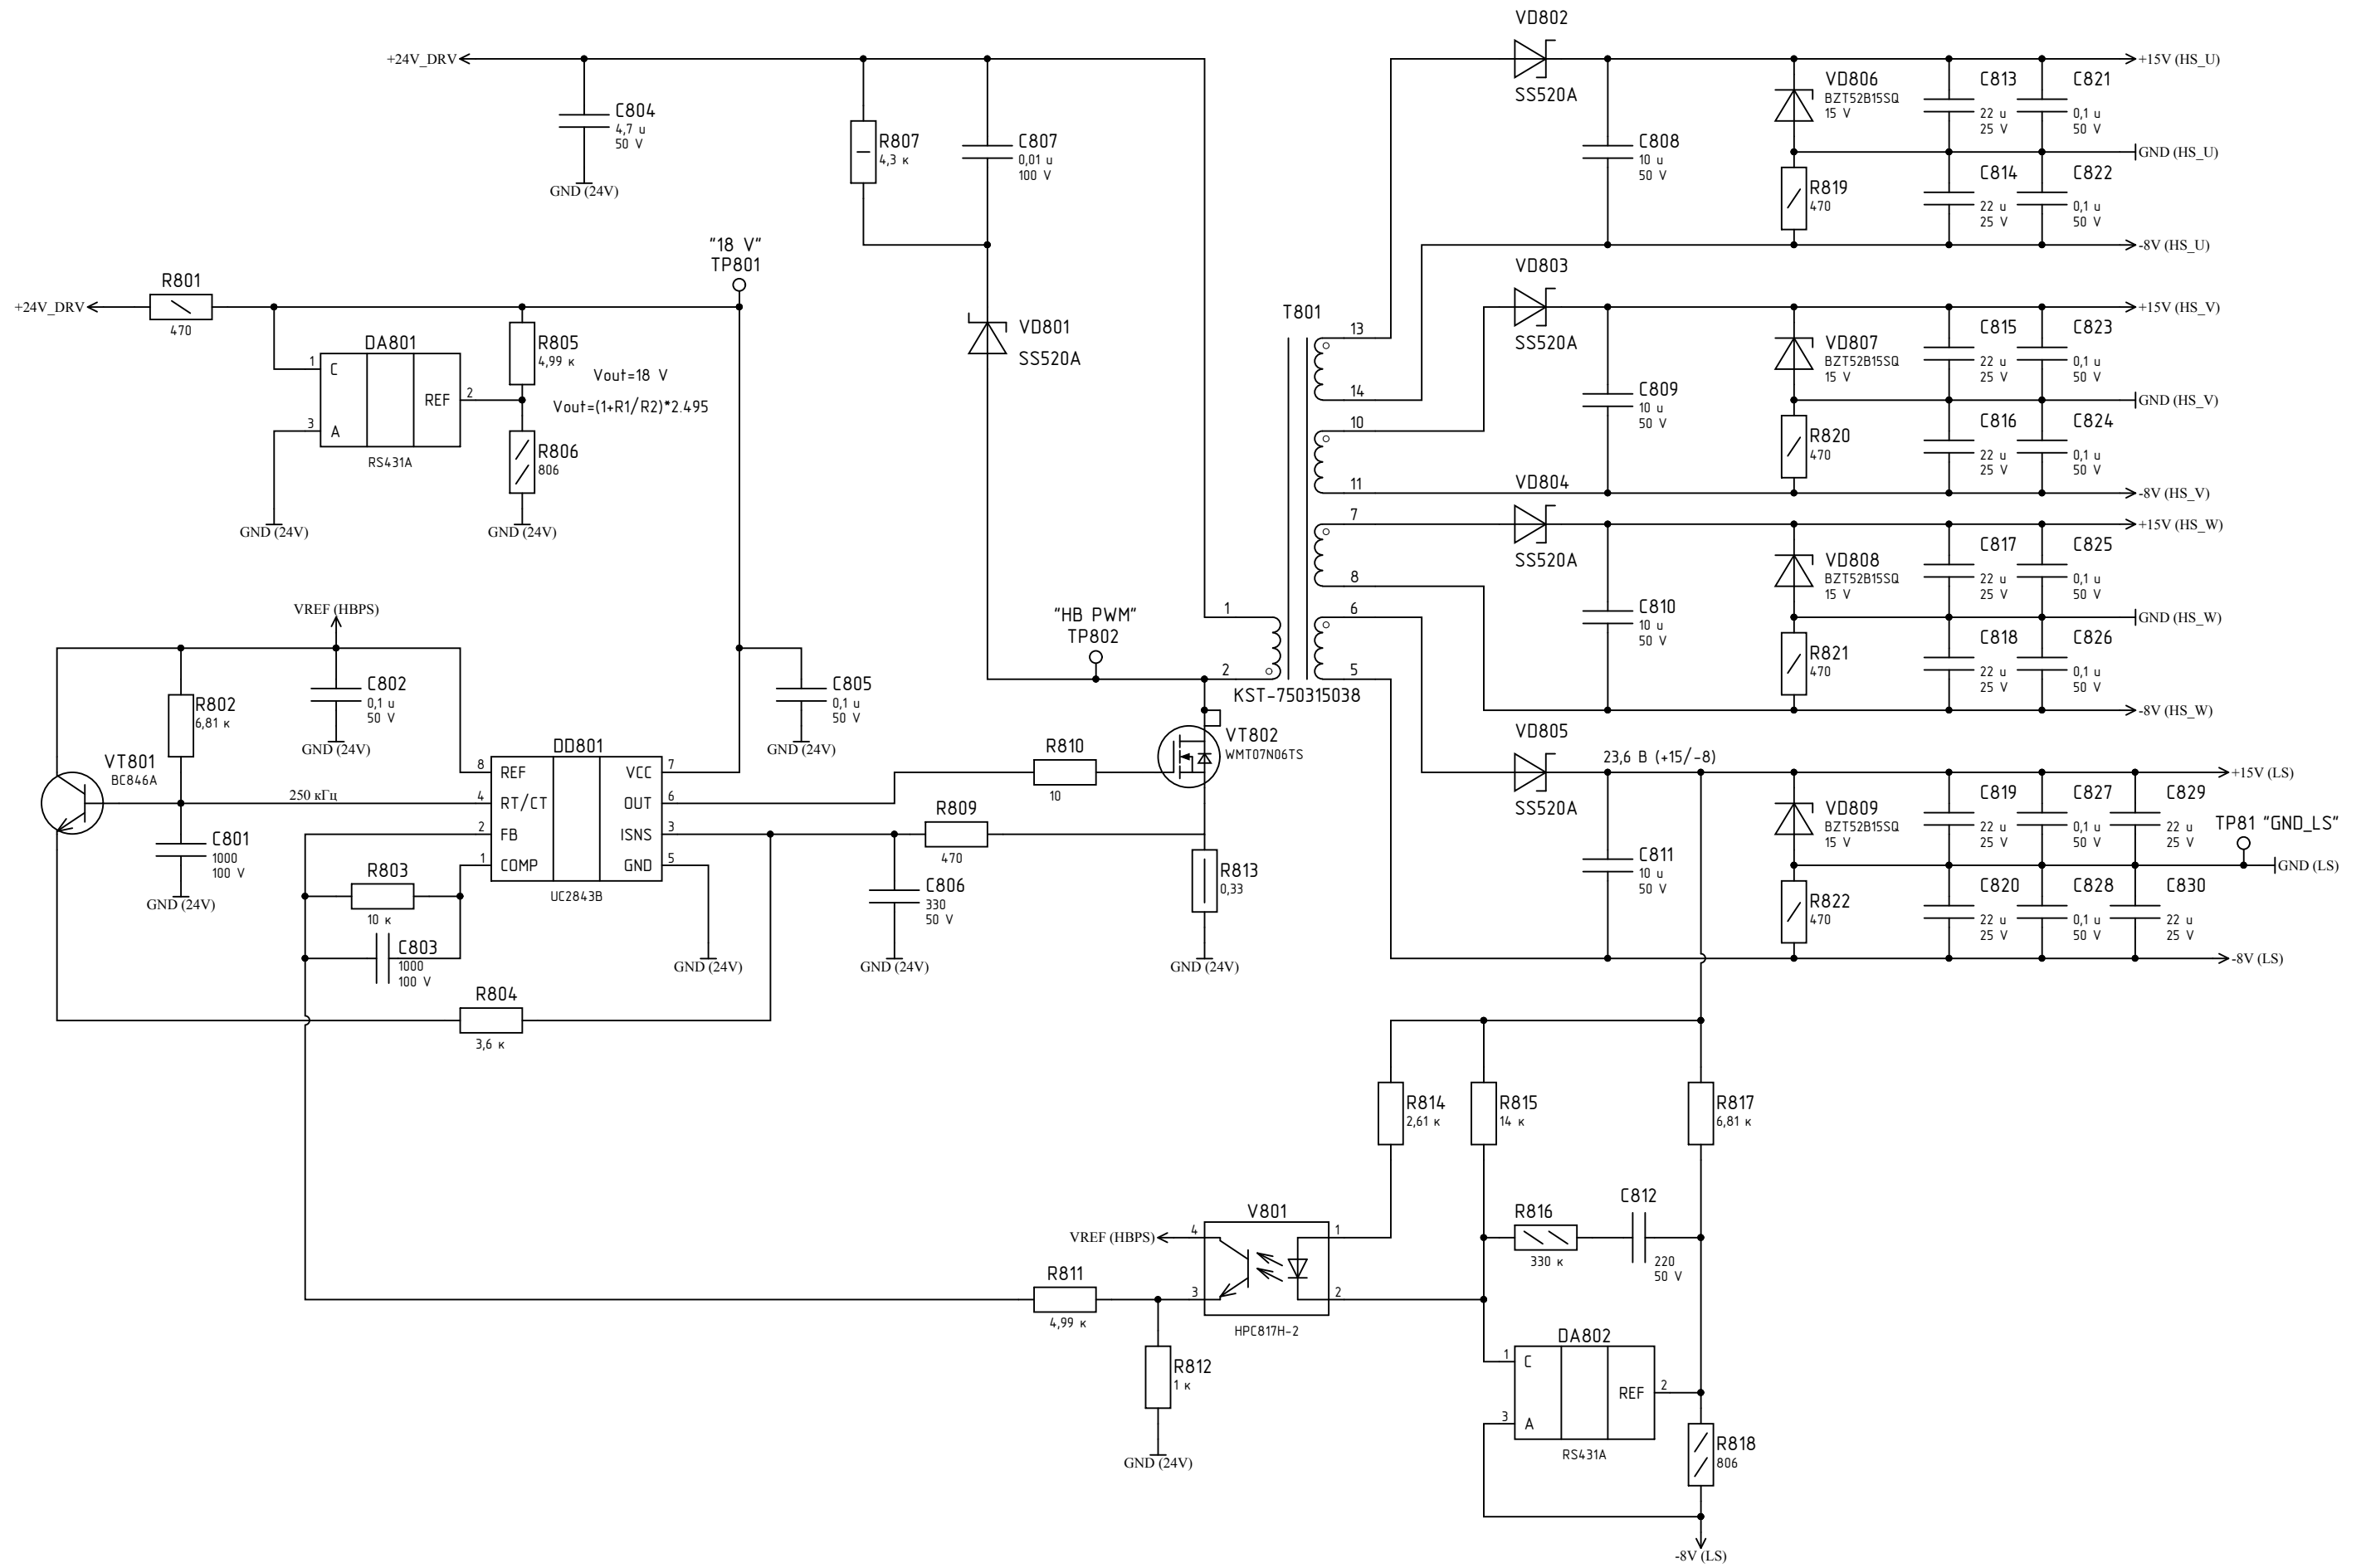 VD802
+24V_DRV
SS520A
+15V (HS_U)
C804
4,7 u
50 V
GND (24V)
R807
4,3 к
C807
0,01 u
100 V
C808
10 u
50 V
VD806
BZT52B15SQ
15 V
C813
22 u
25 V
C821
0,1 u
50 V
GND (HS_U)
R819
470
C814
22 u
25 V
C822
0,1 u
50 V
-8V (HS_U)
"18 V"
TP801
+24V_DRV
R801
470
DA801
1
C
3
A
REF
2
RS431A
R805
4,99 к
Vout=18 V
Vout=(1+R1/R2)*2.495
R806
806
GND (24V)
GND (24V)
VD801
SS520A
T801
13
14
10
11
7
8
6
5
1
2
KST-750315038
VD803
SS520A
+15V (HS_V)
C809
10 u
50 V
VD807
BZT52B15SQ
15 V
C815
22 u
25 V
C823
0,1 u
50 V
GND (HS_V)
R820
470
C816
22 u
25 V
C824
0,1 u
50 V
-8V (HS_V)
VD804
SS520A
+15V (HS_W)
C810
10 u
50 V
VD808
BZT52B15SQ
15 V
C817
22 u
25 V
C825
0,1 u
50 V
GND (HS_W)
R821
470
C818
22 u
25 V
C826
0,1 u
50 V
-8V (HS_W)
VREF (HBPS)
R802
6,81 к
C802
0,1 u
50 V
GND (24V)
VT801
BC846A
250 кГц
C801
1000
100 V
GND (24V)
DD801
8
REF
4
RT/CT
2
FB
1
COMP
VCC
7
OUT
6
ISNS
3
GND
5
UC2843B
C805
0,1 u
50 V
GND (24V)
"HB PWM"
TP802
R810
10
VT802
WMT07N06TS
R809
470
C806
330
50 V
GND (24V)
GND (24V)
R813
0,33
GND (24V)
R803
10 к
C803
1000
100 V
R804
3,6 к
VD805
SS520A
23,6 В (+15/-8)
+15V (LS)
C811
10 u
50 V
VD809
BZT52B15SQ
15 V
C819
22 u
25 V
C827
0,1 u
50 V
C829
22 u
25 V
TP81 "GND_LS"
GND (LS)
R822
470
C820
22 u
25 V
C828
0,1 u
50 V
C830
22 u
25 V
-8V (LS)
R814
2,61 к
R815
14 к
R817
6,81 к
R816
330 к
C812
220
50 V
V801
VREF (HBPS)
4
3
1
2
HPC817H-2
R811
4,99 к
R812
1 к
GND (24V)
DA802
1
C
3
A
REF
2
RS431A
R818
806
-8V (LS)